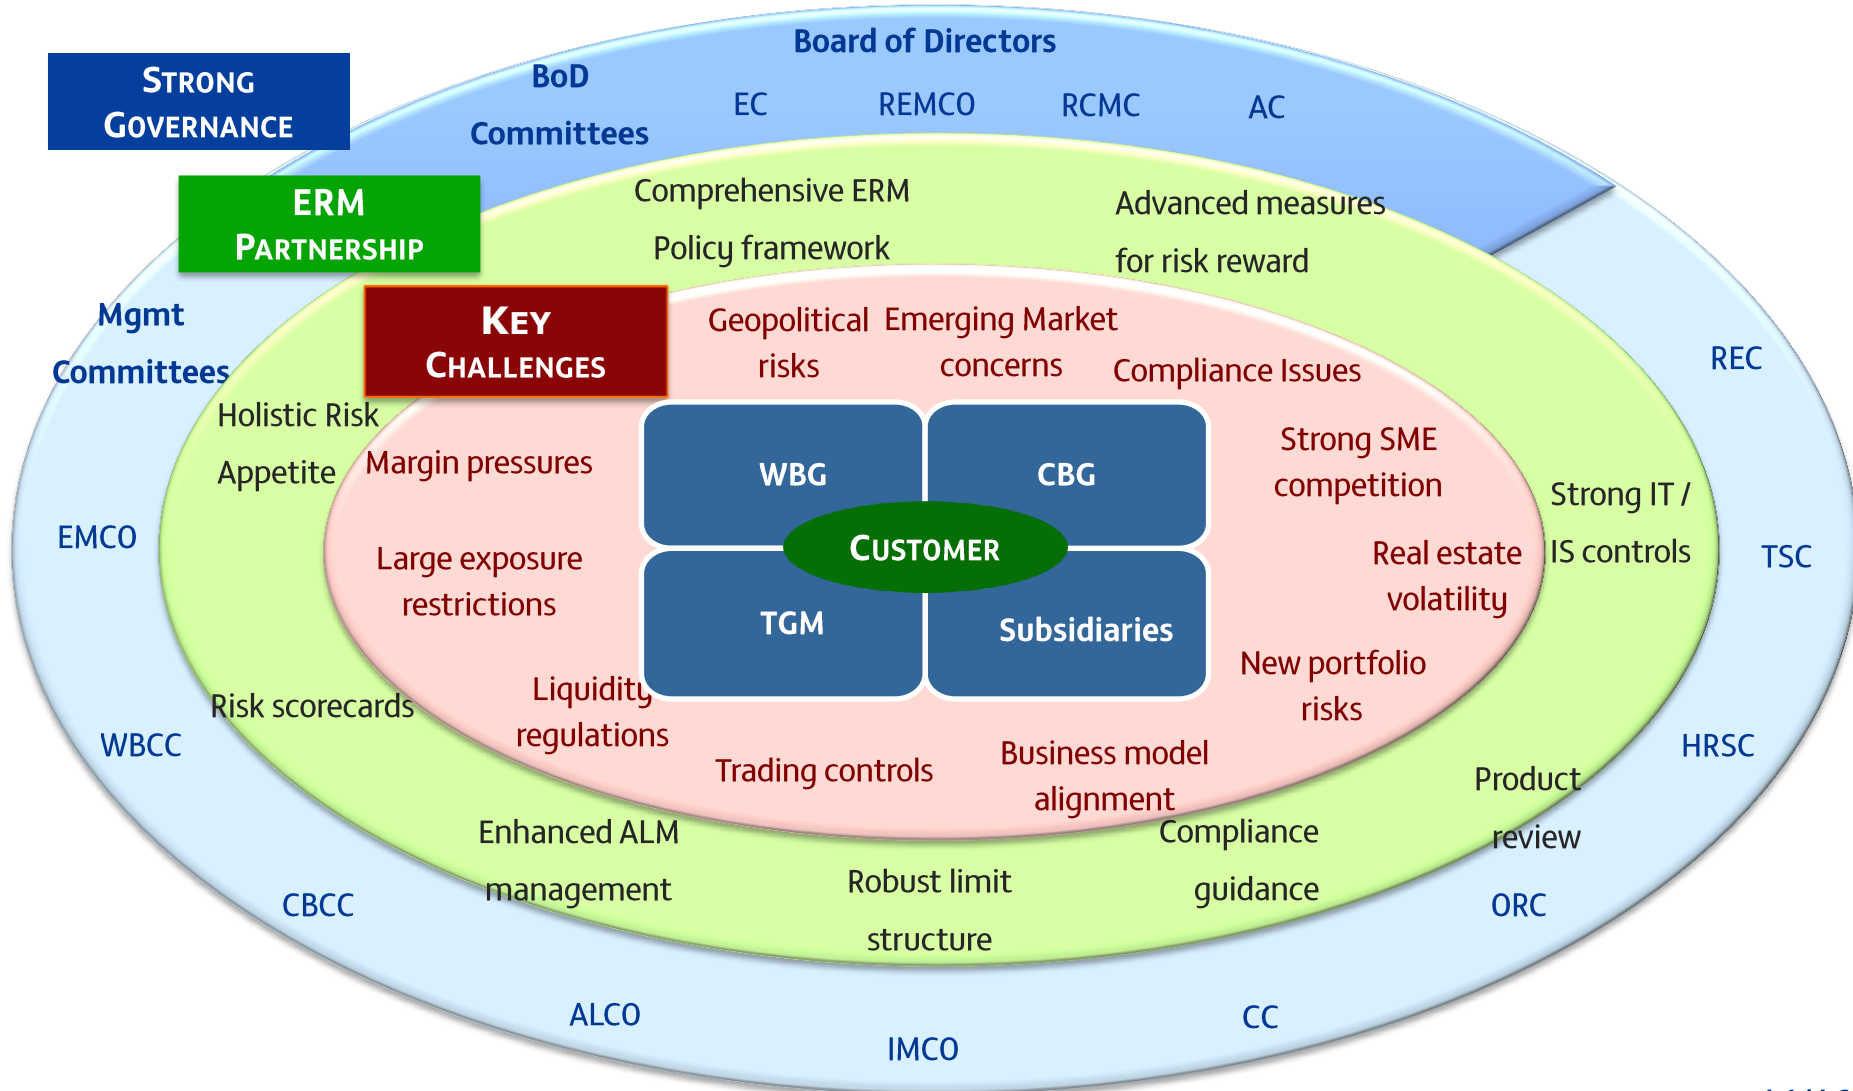 Board of Directors
STRONG
GOVERNANCE
BoD
Committees
EC
REMCO
RCMC
AC
ERM
PARTNERSHIP
Comprehensive ERM
Policy framework
Advanced measures
for risk reward
Mgmt
Committees
KEY
CHALLENGES
Geopolitical
risks
Emerging Market
concerns
Compliance Issues
REC
Holistic Risk
Appetite
Margin pressures
WBG
CBG
Strong SME
competition
Strong IT /
IS controls
EMCO
Large exposure
restrictions
CUSTOMER
Real estate
volatility
TSC
TGM
Subsidiaries
New portfolio
risks
Risk scorecards
Liquidity
regulations
WBCC
HRSC
Trading controls
Business model
alignment
Product
review
Enhanced ALM
management
Robust limit
structure
Compliance
guidance
CBCC
ORC
ALCO
IMCO
CC